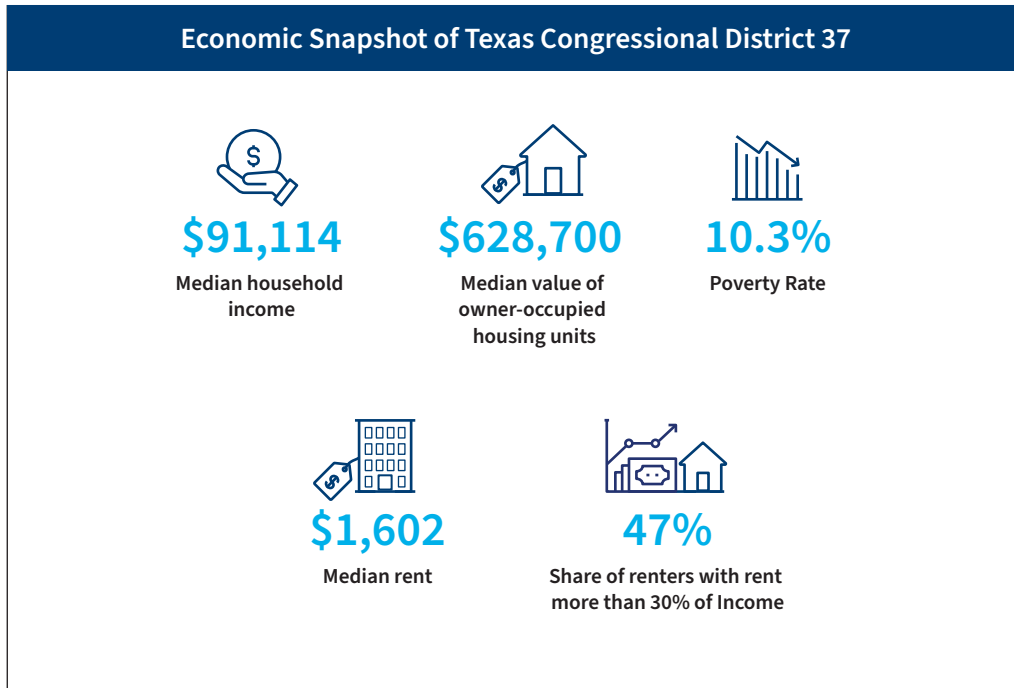 Economic Snapshot of Texas Congressional District 37
$
$91,114
Median household
income
$
$628,700
Median value of
owner-occupied
housing units
10.3%
Poverty Rate
$
$1,602
Median rent
47%
Share of renters with rent
more than 30% of Income